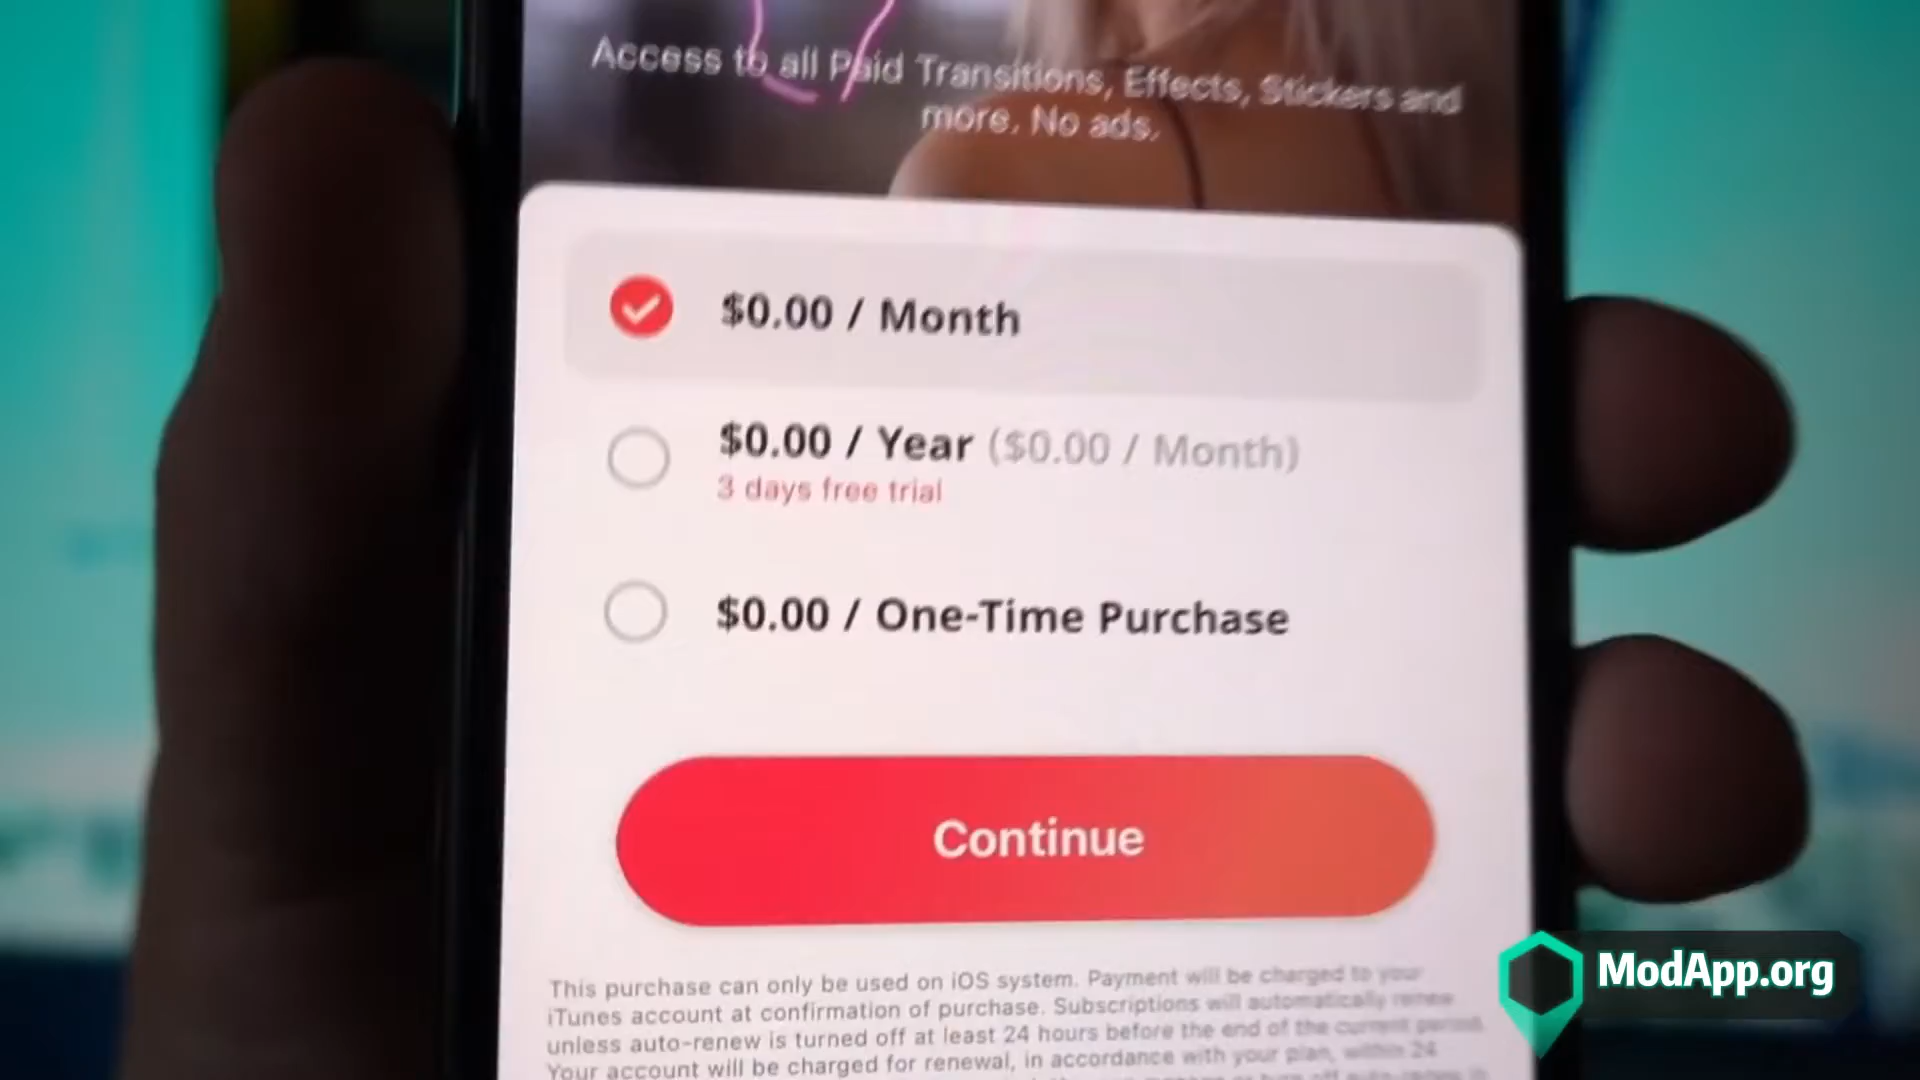 Access to all Paid Transitions, Effects, Stickers and
more. No ads.
$0.00 / Month
$0.00 / Year ($0.00 / Month)
3 days free trial
$0.00 / One-Time Purchase
Continue
This purchase can only be used on iOS system. Payment will be charged to your
iTunes account at confirmation of purchase. Subscriptions will automatically renew
unless auto-renew is turned off at least 24 hours before the end of the current period.
Your account will be charged for renewal, in accordance with your plan, within 24
ModApp.org